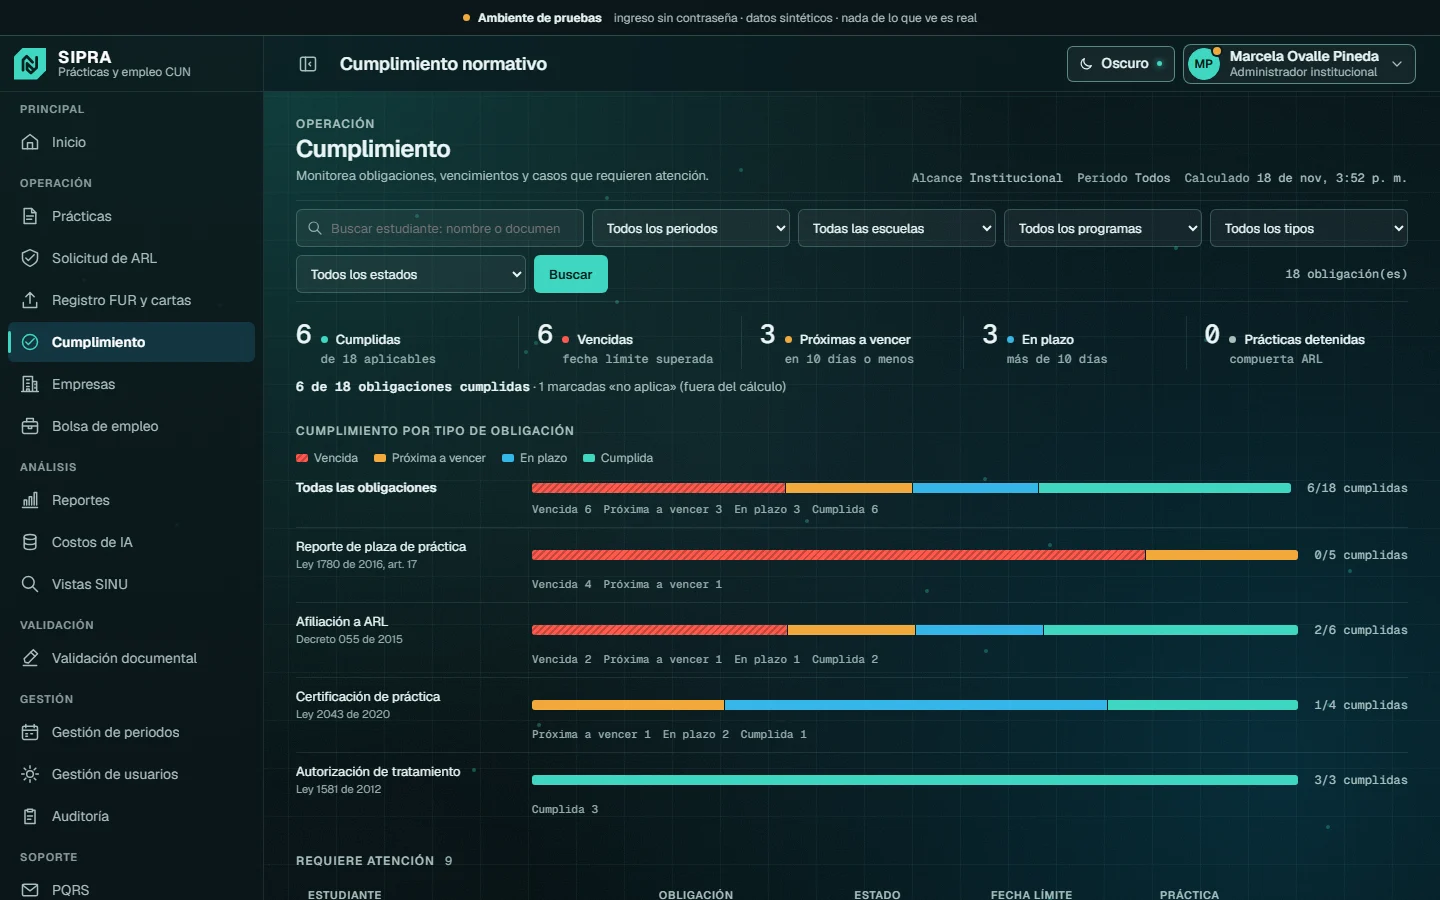 Ambiente de pruebas ingreso sin contraseña · datos sintéticos · nada de lo que ve es real
SIPRA
Prácticas y empleo CUN
Cumplimiento normativo
Oscuro
MP
Marcela Ovalle Pineda
Administrador institucional
PRINCIPAL
Inicio
OPERACIÓN
Prácticas
Solicitud de ARL
Registro FUR y cartas
Cumplimiento
Empresas
Bolsa de empleo
ANÁLISIS
Reportes
Costos de IA
Vistas SINU
VALIDACIÓN
Validación documental
GESTIÓN
Gestión de periodos
Gestión de usuarios
Auditoría
SOPORTE
PQRS
OPERACIÓN
Cumplimiento
Monitorea obligaciones, vencimientos y casos que requieren atención.
Alcance Institucional Periodo Todos Calculado 18 de nov, 3:52 p. m.
Buscar estudiante: nombre o documen
Todos los periodos
Todas las escuelas
Todos los programas
Todos los tipos
Todos los estados
Buscar
18 obligación(es)
6 Cumplidas
de 18 aplicables
6 Vencidas
fecha límite superada
3 Próximas a vencer
en 10 días o menos
3 En plazo
más de 10 días
0 Prácticas detenidas
compuerta ARL
6 de 18 obligaciones cumplidas · 1 marcadas «no aplica» (fuera del cálculo)
CUMPLIMIENTO POR TIPO DE OBLIGACIÓN
Vencida Próxima a vencer En plazo Cumplida
Todas las obligaciones
6/18 cumplidas
Vencida 6 Próxima a vencer 3 En plazo 3 Cumplida 6
Reporte de plaza de práctica
Ley 1780 de 2016, art. 17
0/5 cumplidas
Vencida 4 Próxima a vencer 1
Afiliación a ARL
Decreto 055 de 2015
2/6 cumplidas
Vencida 2 Próxima a vencer 1 En plazo 1 Cumplida 2
Certificación de práctica
Ley 2043 de 2020
1/4 cumplidas
Próxima a vencer 1 En plazo 2 Cumplida 1
Autorización de tratamiento
Ley 1581 de 2012
3/3 cumplidas
Cumplida 3
REQUIERE ATENCIÓN 9
ESTUDIANTE OBLIGACIÓN ESTADO FECHA LÍMITE PRÁCTICA